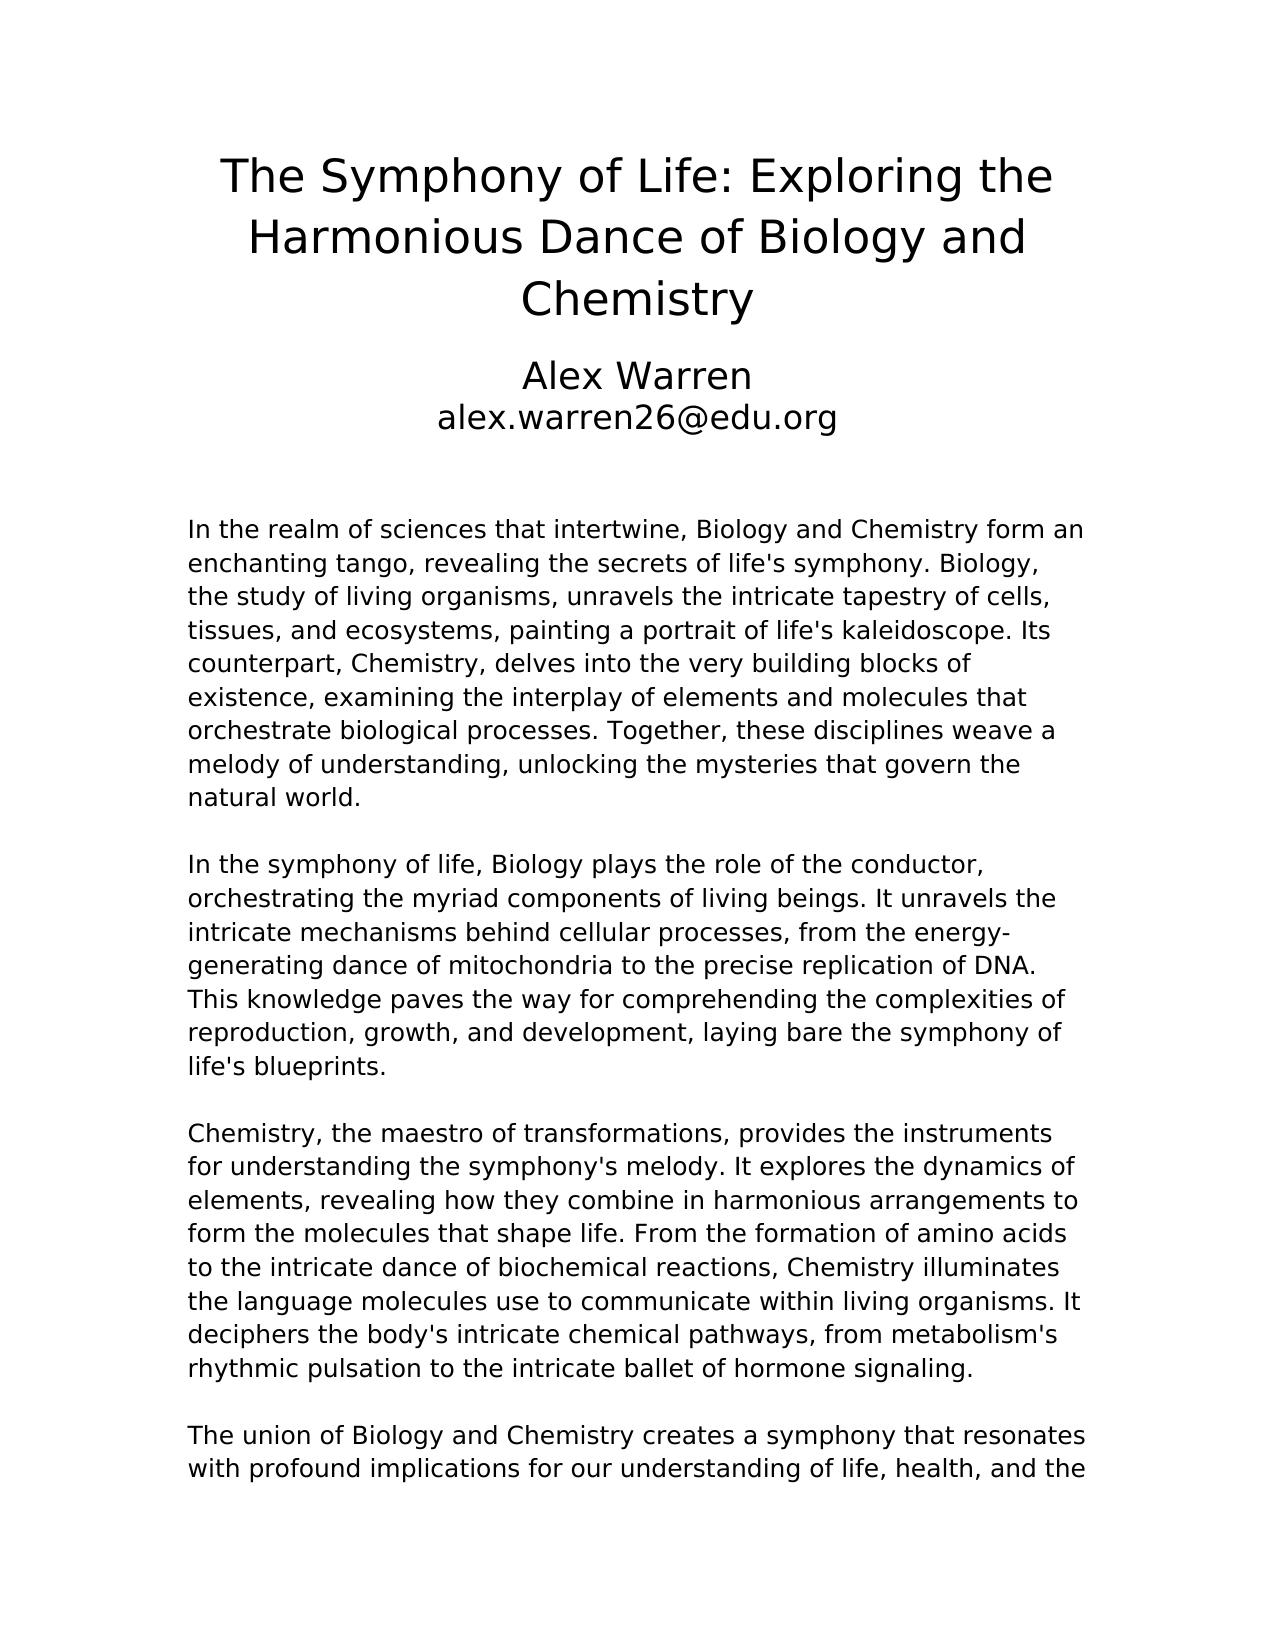 The Symphony of Life: Exploring the
Harmonious Dance of Biology and
Chemistry
Alex Warren
alex.warren26@edu.org
In the realm of sciences that intertwine, Biology and Chemistry form an
enchanting tango, revealing the secrets of life's symphony. Biology,
the study of living organisms, unravels the intricate tapestry of cells,
tissues, and ecosystems, painting a portrait of life's kaleidoscope. Its
counterpart, Chemistry, delves into the very building blocks of
existence, examining the interplay of elements and molecules that
orchestrate biological processes. Together, these disciplines weave a
melody of understanding, unlocking the mysteries that govern the
natural world.
In the symphony of life, Biology plays the role of the conductor,
orchestrating the myriad components of living beings. It unravels the
intricate mechanisms behind cellular processes, from the energy-
generating dance of mitochondria to the precise replication of DNA.
This knowledge paves the way for comprehending the complexities of
reproduction, growth, and development, laying bare the symphony of
life's blueprints.
Chemistry, the maestro of transformations, provides the instruments
for understanding the symphony's melody. It explores the dynamics of
elements, revealing how they combine in harmonious arrangements to
form the molecules that shape life. From the formation of amino acids
to the intricate dance of biochemical reactions, Chemistry illuminates
the language molecules use to communicate within living organisms. It
deciphers the body's intricate chemical pathways, from metabolism's
rhythmic pulsation to the intricate ballet of hormone signaling.
The union of Biology and Chemistry creates a symphony that resonates
with profound implications for our understanding of life, health, and the